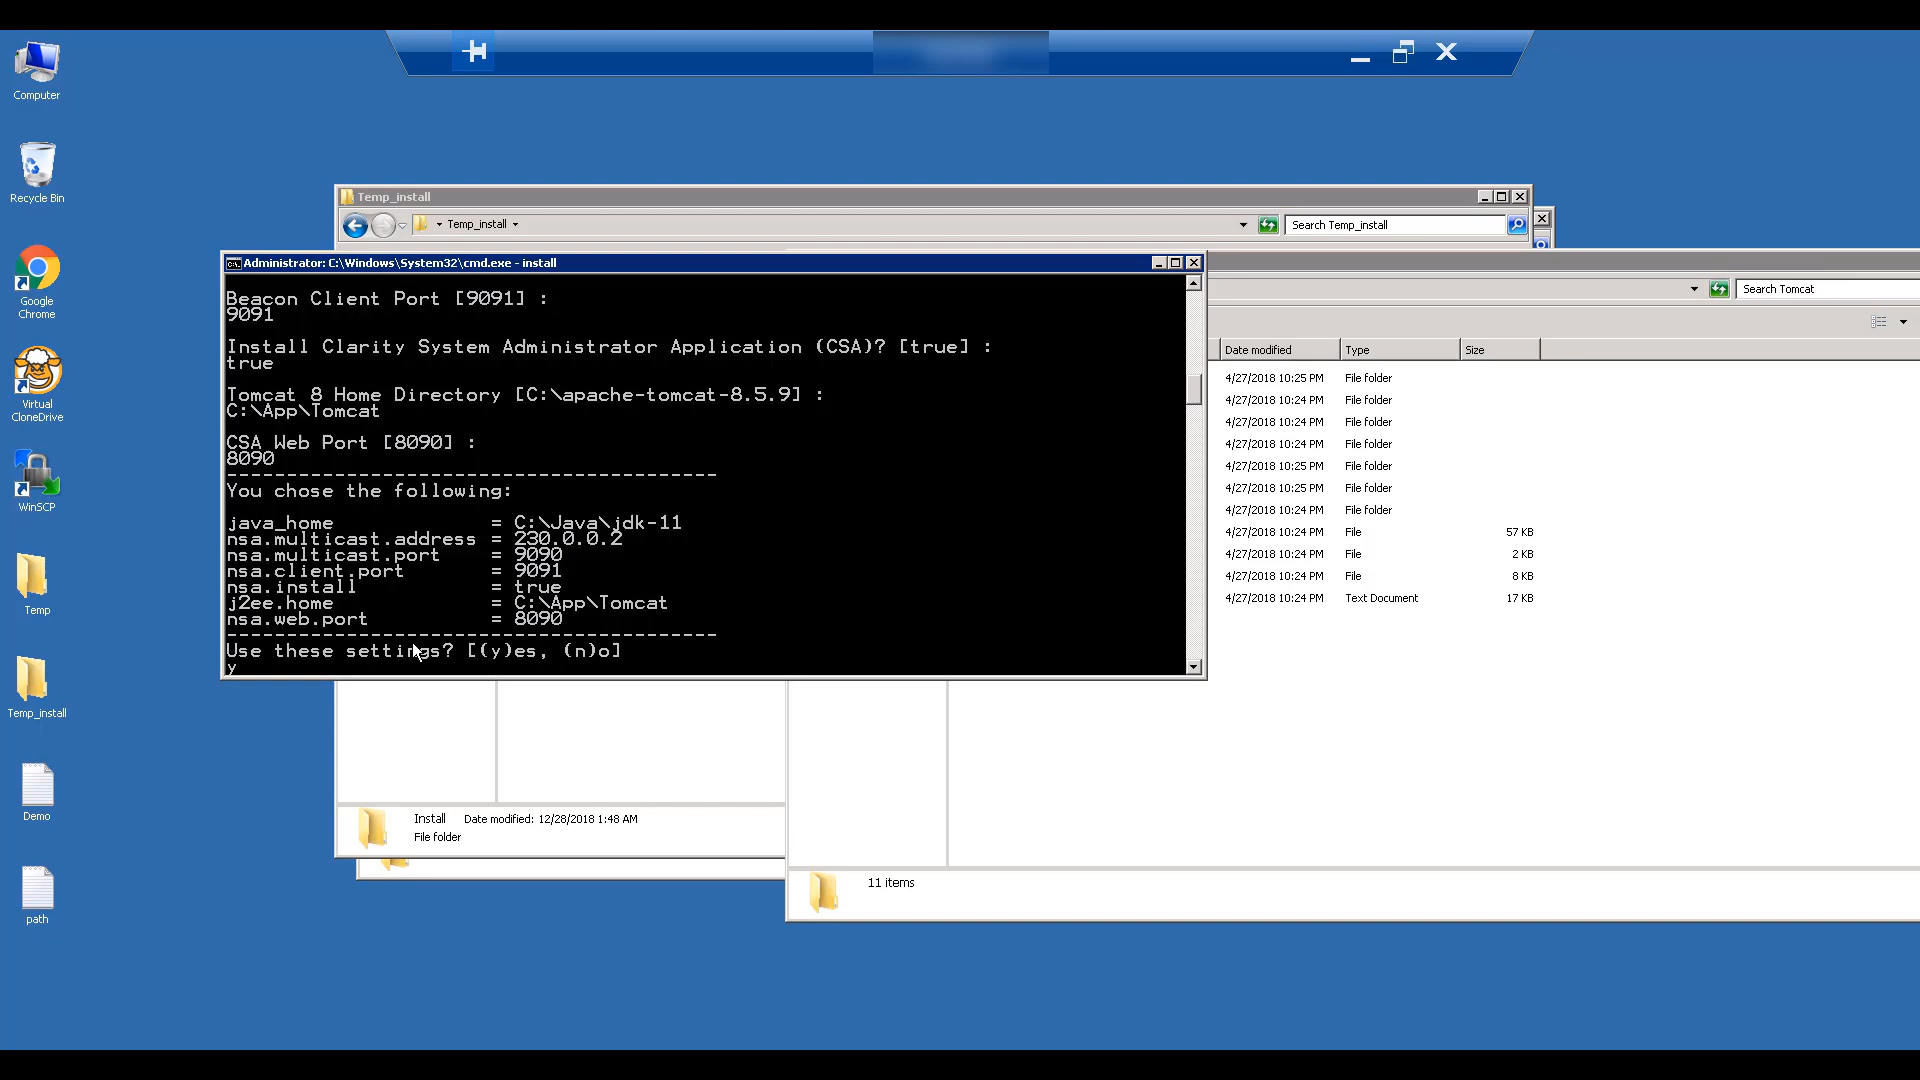 Computer
Recycle Bin
Google
Chrome
Virtual
CloneDrive
WinSCP
Temp
Temp_install
Demo
path
Temp_install
Temp_install
Search Temp_install
Administrator: C:\Windows\System32\cmd.exe - install
Beacon Client Port [9091] :
9091
Install Clarity System Administrator Application (CSA)? [true] :
true
Tomcat 8 Home Directory [C:\apache-tomcat-8.5.9] :
C:\App\Tomcat
CSA Web Port [8090] :
8090
-----------------------------------------
You chose the following:
java_home = C:\Java\jdk-11
nsa.multicast.address = 230.0.0.2
nsa.multicast.port = 9090
nsa.client.port = 9091
nsa.install = true
j2ee.home = C:\App\Tomcat
nsa.web.port = 8090
-----------------------------------------
Use these settings? [(y)es, (n)o]
y
Search Tomcat
Date modified Type Size
4/27/2018 10:25 PM File folder
4/27/2018 10:24 PM File folder
4/27/2018 10:24 PM File folder
4/27/2018 10:24 PM File folder
4/27/2018 10:25 PM File folder
4/27/2018 10:25 PM File folder
4/27/2018 10:24 PM File folder
4/27/2018 10:24 PM File 57 KB
4/27/2018 10:24 PM File 2 KB
4/27/2018 10:24 PM File 8 KB
4/27/2018 10:24 PM Text Document 17 KB
Install Date modified: 12/28/2018 1:48 AM
File folder
11 items